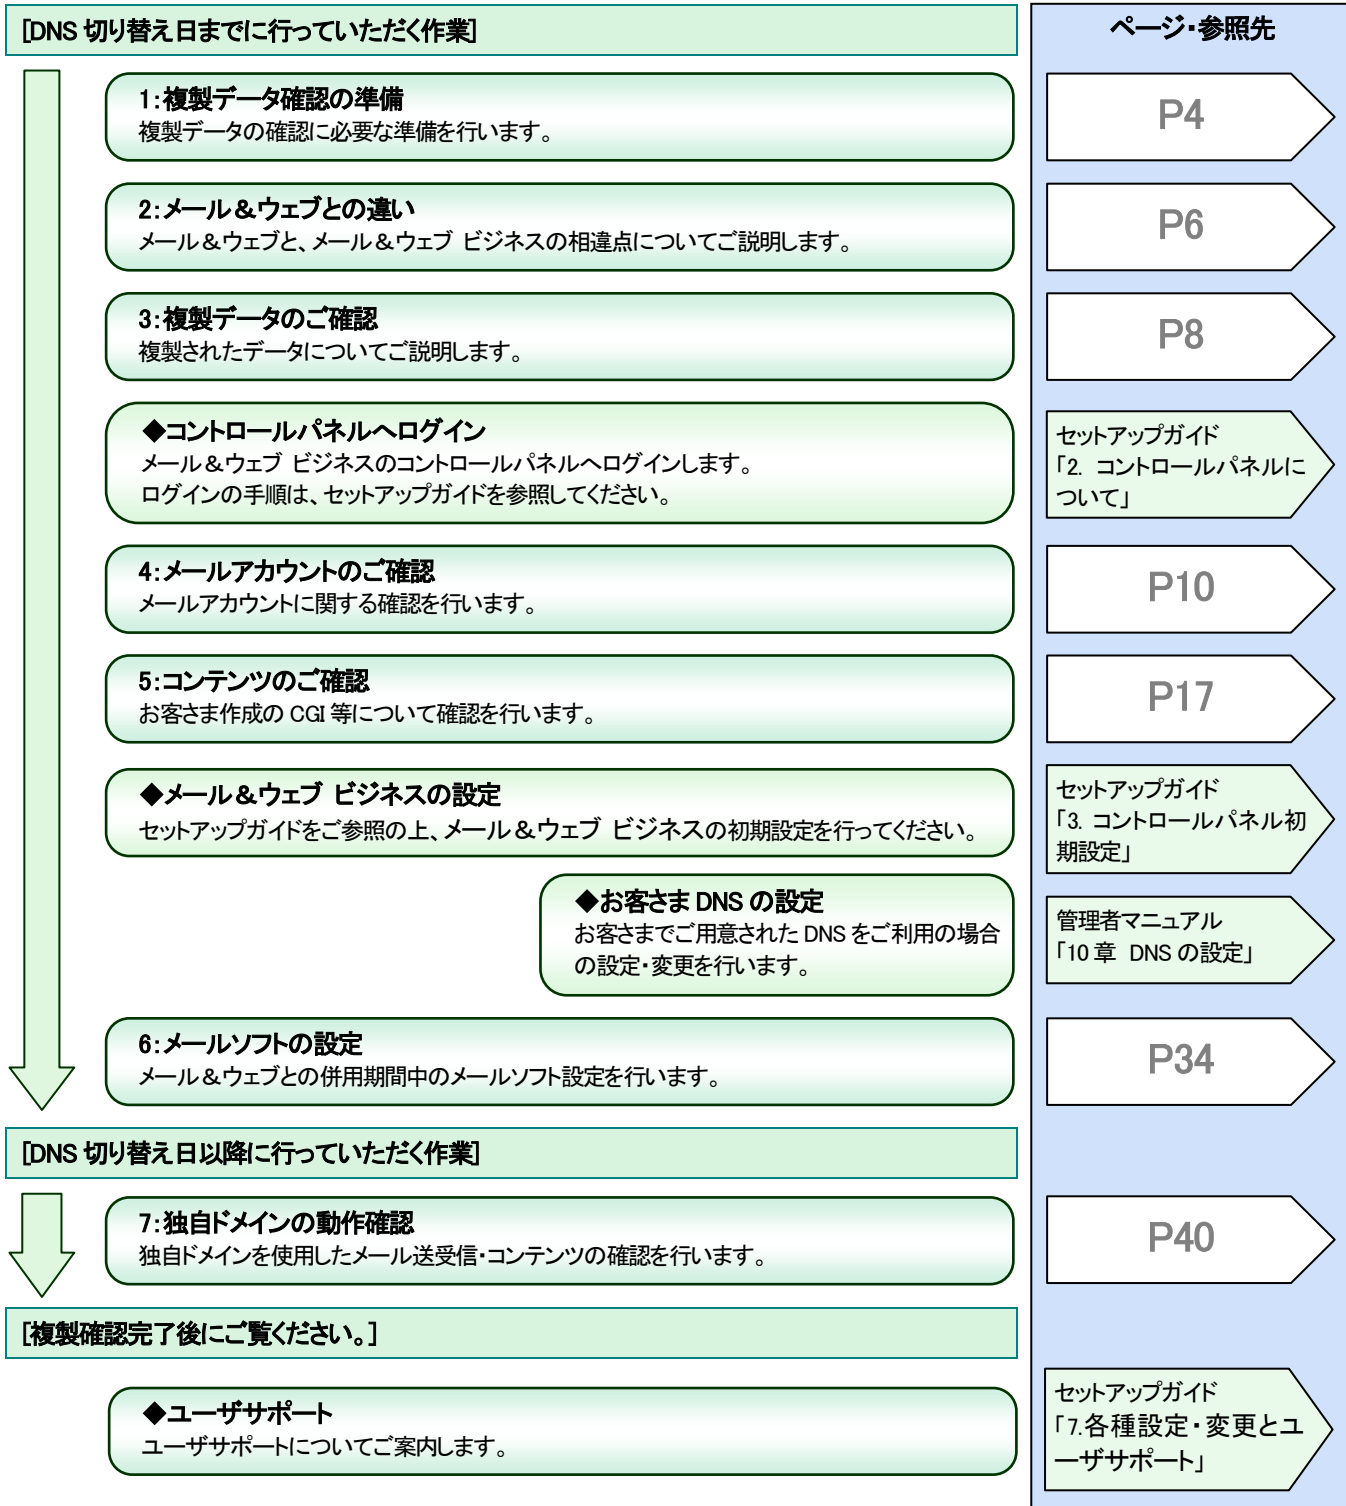 [DNS 切り替え日までに行っていただく作業]
ページ・参照先
1:複製データ確認の準備
複製データの確認に必要な準備を行います。
P4
2:メール＆ウェブとの違い
メール＆ウェブと、メール＆ウェブ ビジネスの相違点についてご説明します。
P6
3:複製データのご確認
複製されたデータについてご説明します。
P8
◆コントロールパネルへログイン
メール＆ウェブ ビジネスのコントロールパネルへログインします。
ログインの手順は、セットアップガイドを参照してください。
セットアップガイド
「2. コントロールパネルに
ついて」
4:メールアカウントのご確認
メールアカウントに関する確認を行います。
P10
5:コンテンツのご確認
お客さま作成の CGI 等について確認を行います。
P17
◆メール＆ウェブ ビジネスの設定
セットアップガイドをご参照の上、メール＆ウェブ ビジネスの初期設定を行ってください。
セットアップガイド
「3. コントロールパネル初
期設定」
◆お客さま DNS の設定
お客さまでご用意された DNS をご利用の場合
の設定・変更を行います。
管理者マニュアル
「10 章 DNS の設定」
6:メールソフトの設定
メール＆ウェブとの併用期間中のメールソフト設定を行います。
P34
[DNS 切り替え日以降に行っていただく作業]
7:独自ドメインの動作確認
独自ドメインを使用したメール送受信・コンテンツの確認を行います。
P40
[複製確認完了後にご覧ください。]
◆ユーザサポート
ユーザサポートについてご案内します。
セットアップガイド
「7.各種設定・変更とユ
ーザサポート」